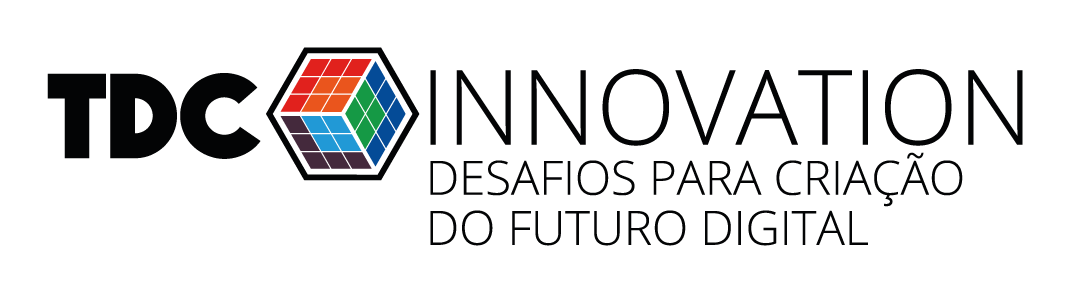 TDC INNOVATION
DESAFIOS PARA CRIAÇÃO
DO FUTURO DIGITAL